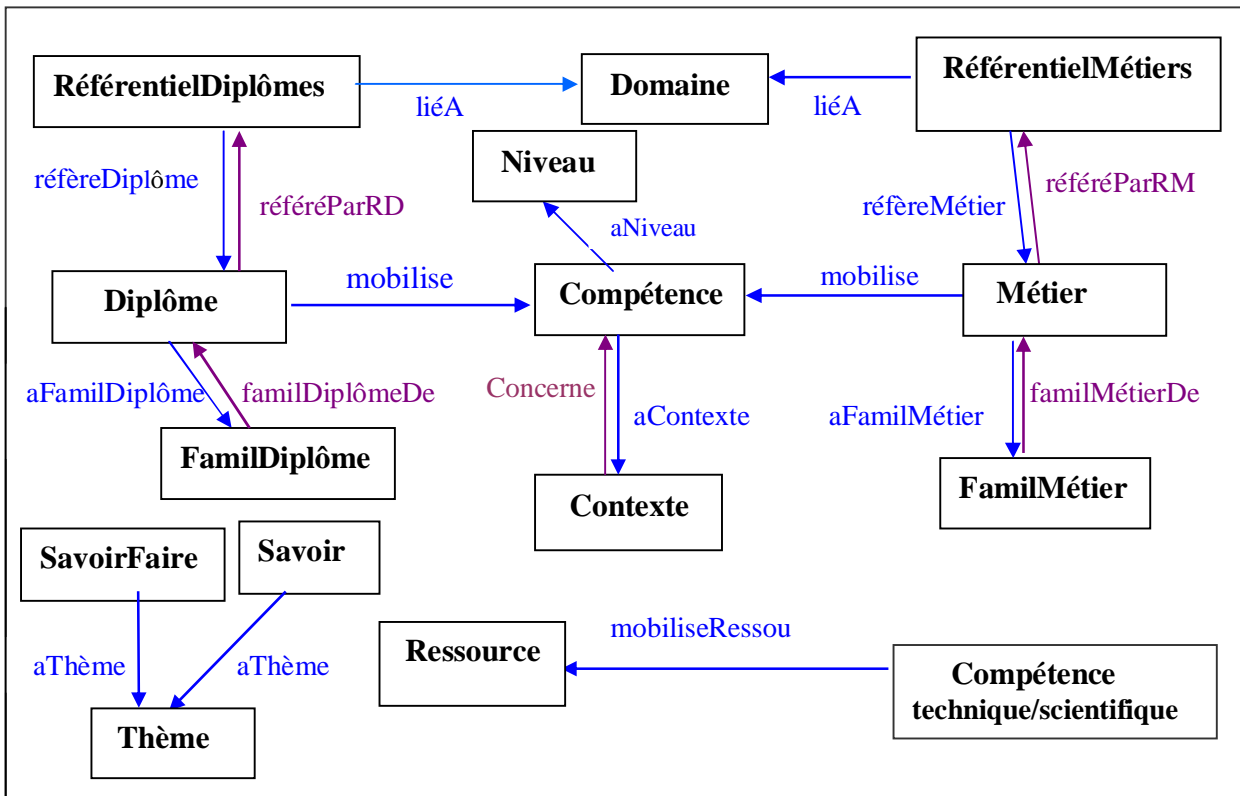 RéférentielDiplômes
Domaine
RéférentielMétiers
liéA
liéA
Niveau
réfèreDiplôme
référéParRD
réfèreMétier
référéParRM
aNiveau
mobilise
mobilise
Diplôme
Compétence
Métier
aFamilDiplôme
familDiplômeDe
Concerne
aContexte
aFamilMétier
familMétierDe
FamilDiplôme
Contexte
FamilMétier
SavoirFaire
Savoir
aThème
aThème
Ressource
mobiliseRessou
Compétence
technique/scientifique
Thème